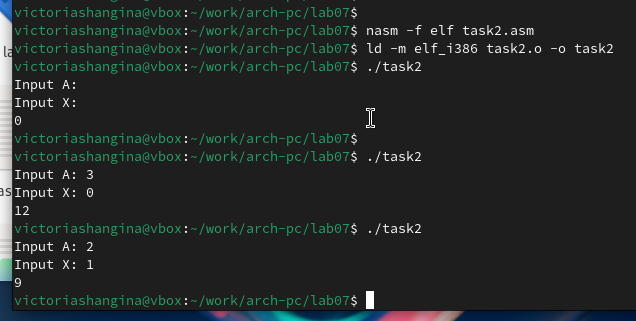 victoriashangina@vbox:~/work/arch-pc/lab07$
victoriashangina@vbox:~/work/arch-pc/lab07$ nasm -f elf task2.asm
victoriashangina@vbox:~/work/arch-pc/lab07$ ld -m elf_i386 task2.o -o task2
victoriashangina@vbox:~/work/arch-pc/lab07$ ./task2
Input A:
Input X:
0
victoriashangina@vbox:~/work/arch-pc/lab07$
victoriashangina@vbox:~/work/arch-pc/lab07$ ./task2
Input A: 3
Input X: 0
12
victoriashangina@vbox:~/work/arch-pc/lab07$ ./task2
Input A: 2
Input X: 1
9
victoriashangina@vbox:~/work/arch-pc/lab07$